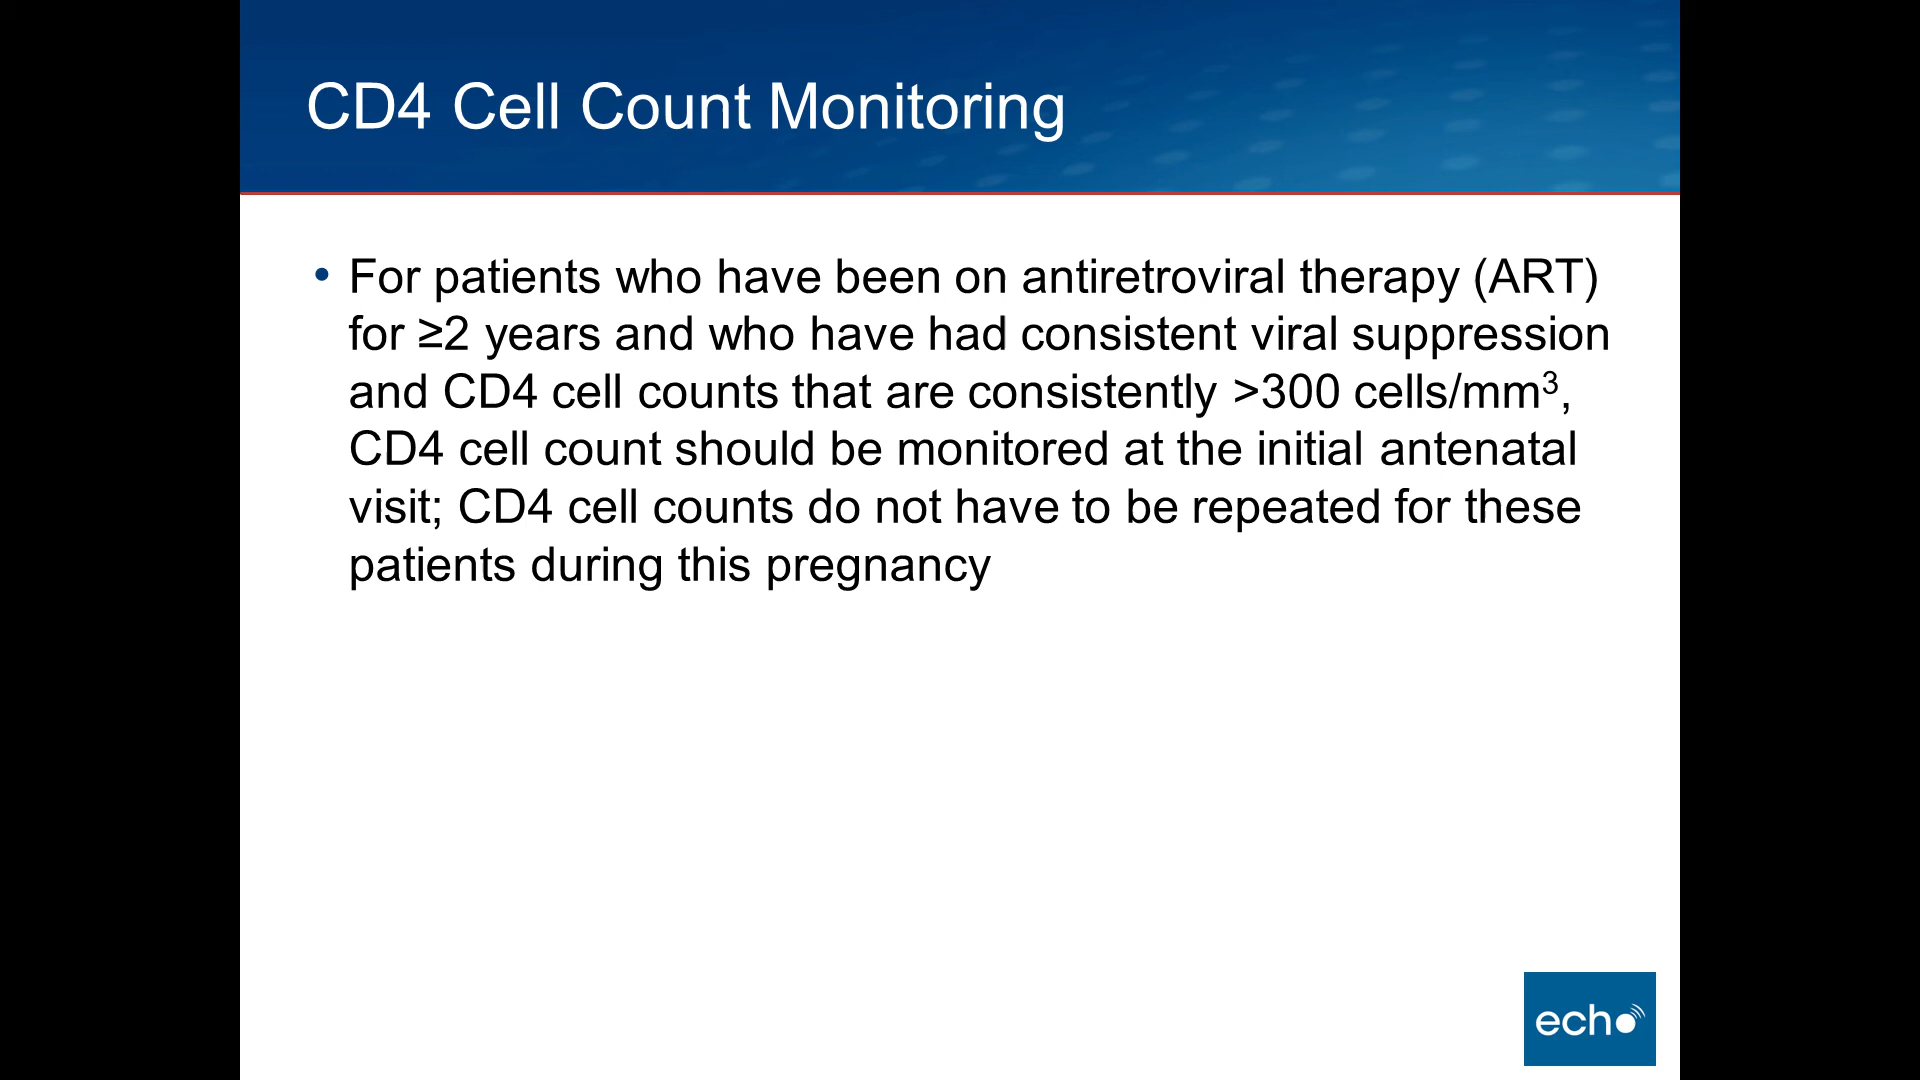 CD4 Cell Count Monitoring
• For patients who have been on antiretroviral therapy (ART)
for ≥2 years and who have had consistent viral suppression
and CD4 cell counts that are consistently >300 cells/mm³,
CD4 cell count should be monitored at the initial antenatal
visit; CD4 cell counts do not have to be repeated for these
patients during this pregnancy
echo